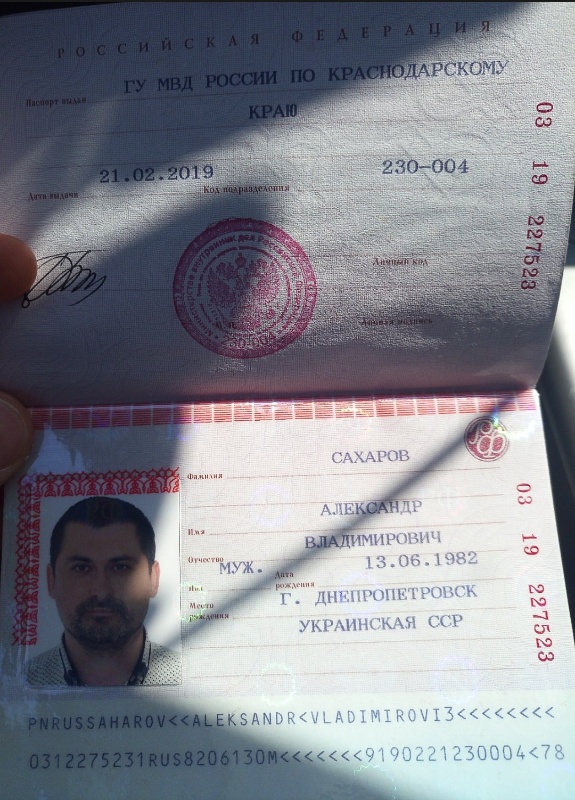 РОССИЙСКАЯ ФЕДЕРАЦИЯ
Паспорт выдан ГУ МВД РОССИИ ПО КРАСНОДАРСКОМУ
КРАЮ
Дата выдачи 21.02.2019 Код подразделения 230-004
Личный код
Личная подпись
03 19 227523
Фамилия САХАРОВ
Имя АЛЕКСАНДР
Отчество ВЛАДИМИРОВИЧ
Пол МУЖ. Дата рождения 13.06.1982
Место рождения Г. ДНЕПРОПЕТРОВСК
УКРАИНСКАЯ ССР
03 19 227523
PNRUSSAHAROV<<ALEKSANDR<VLADIMIROVI3<<<<<<<<
0312275231RUS8206130M<<<<<<<9190221230004<78